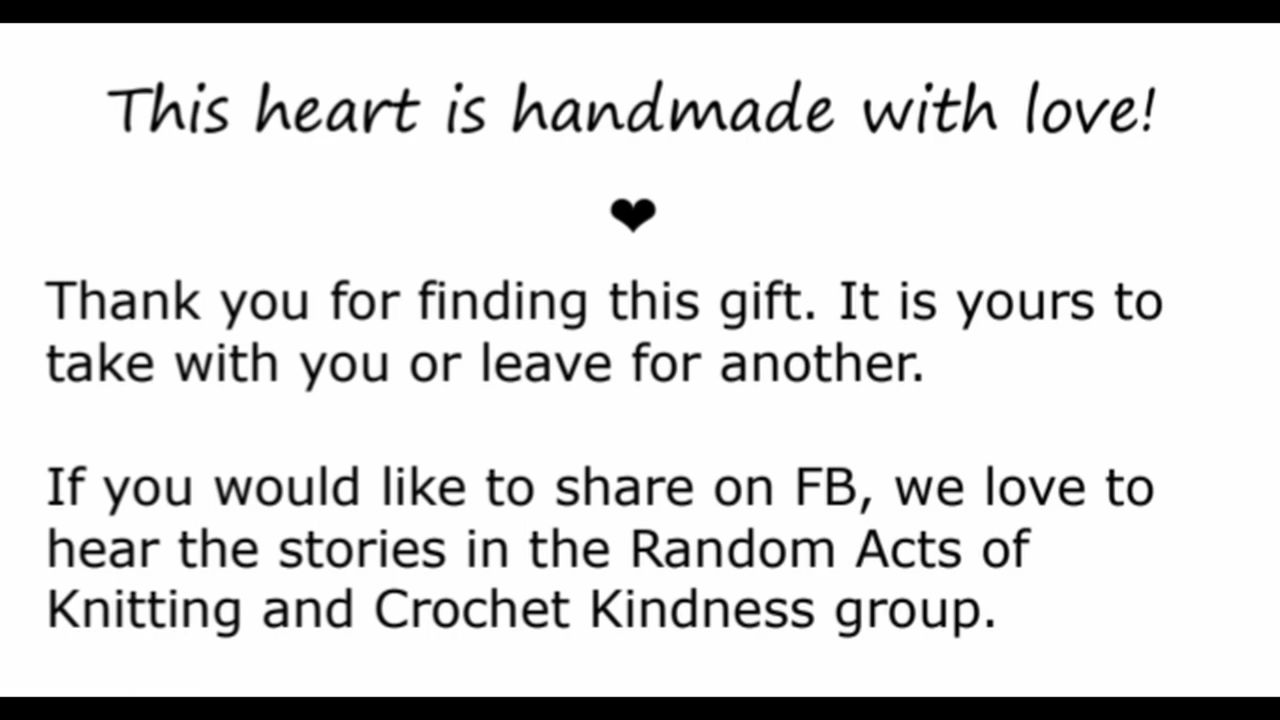 This heart is handmade with love!
❤
Thank you for finding this gift. It is yours to
take with you or leave for another.
If you would like to share on FB, we love to
hear the stories in the Random Acts of
Knitting and Crochet Kindness group.